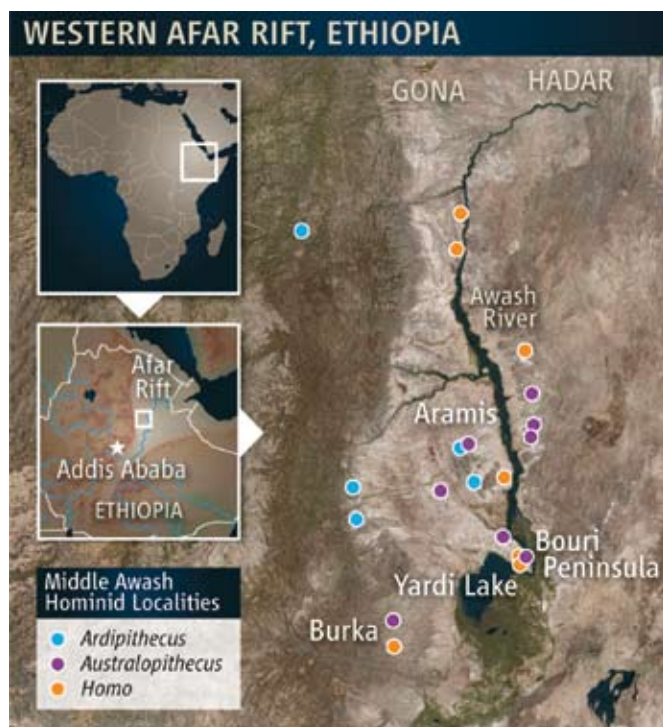 WESTERN AFAR RIFT, ETHIOPIA
GONA
HADAR
Awash
River
Afar
Rift
Addis Ababa
ETHIOPIA
Aramis
Bouri
Peninsula
Yardi Lake
Burka
Middle Awash
Hominid Localities
Ardipithecus
Australopithecus
Homo